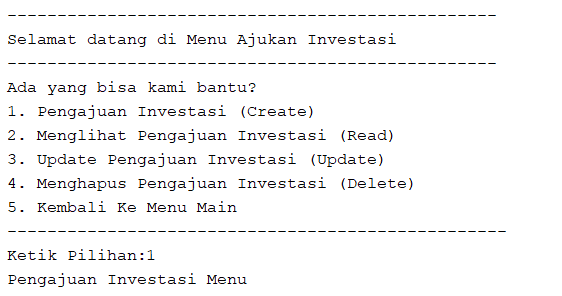 -------------------------------------------------
Selamat datang di Menu Ajukan Investasi
-------------------------------------------------
Ada yang bisa kami bantu?
1. Pengajuan Investasi (Create)
2. Menglihat Pengajuan Investasi (Read)
3. Update Pengajuan Investasi (Update)
4. Menghapus Pengajuan Investasi (Delete)
5. Kembali Ke Menu Main
--------------------------------------------------
Ketik Pilihan:1
Pengajuan Investasi Menu